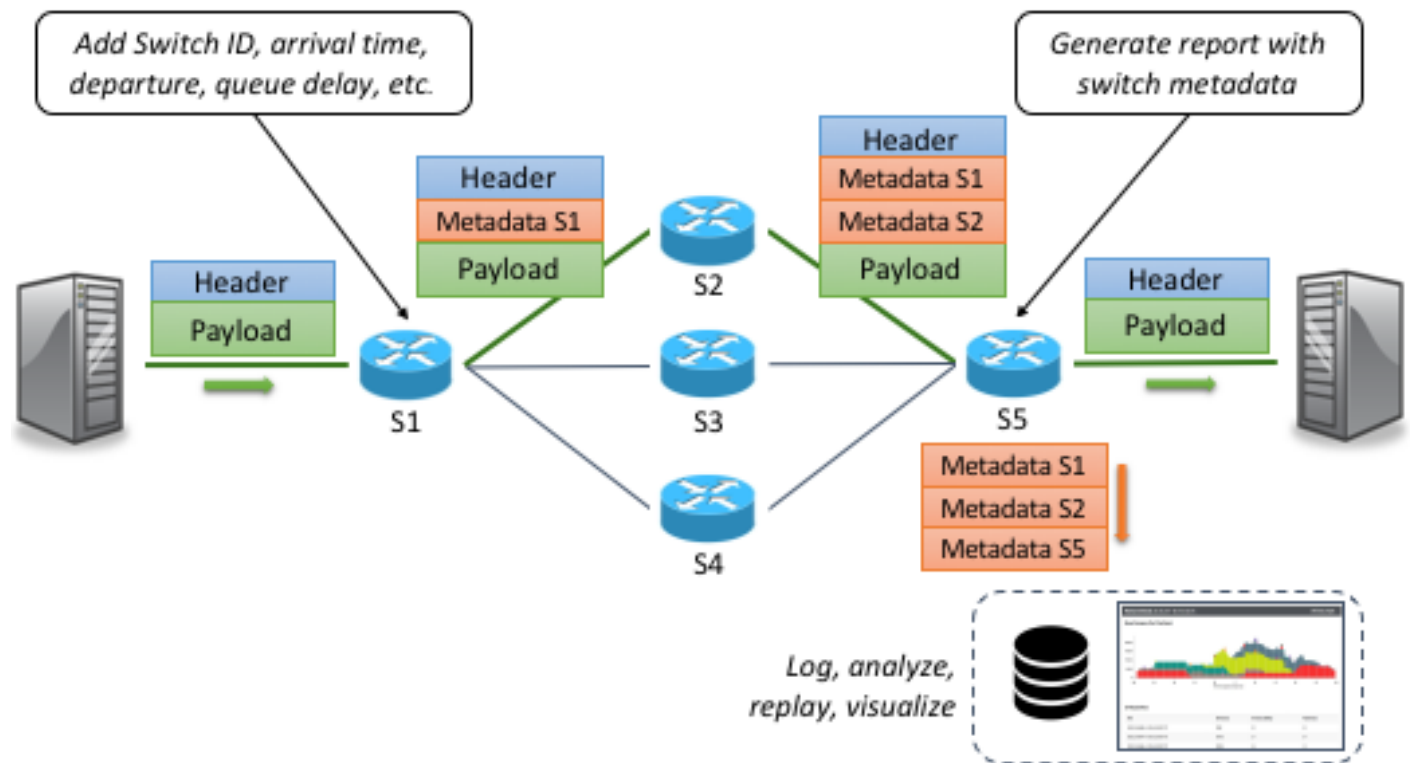 Add Switch ID, arrival time,
departure, queue delay, etc.
Generate report with
switch metadata
Header
Payload
Header
Metadata S1
Payload
Header
Metadata S1
Metadata S2
Payload
Header
Payload
S1
S2
S3
S4
S5
Metadata S1
Metadata S2
Metadata S5
Log, analyze,
replay, visualize